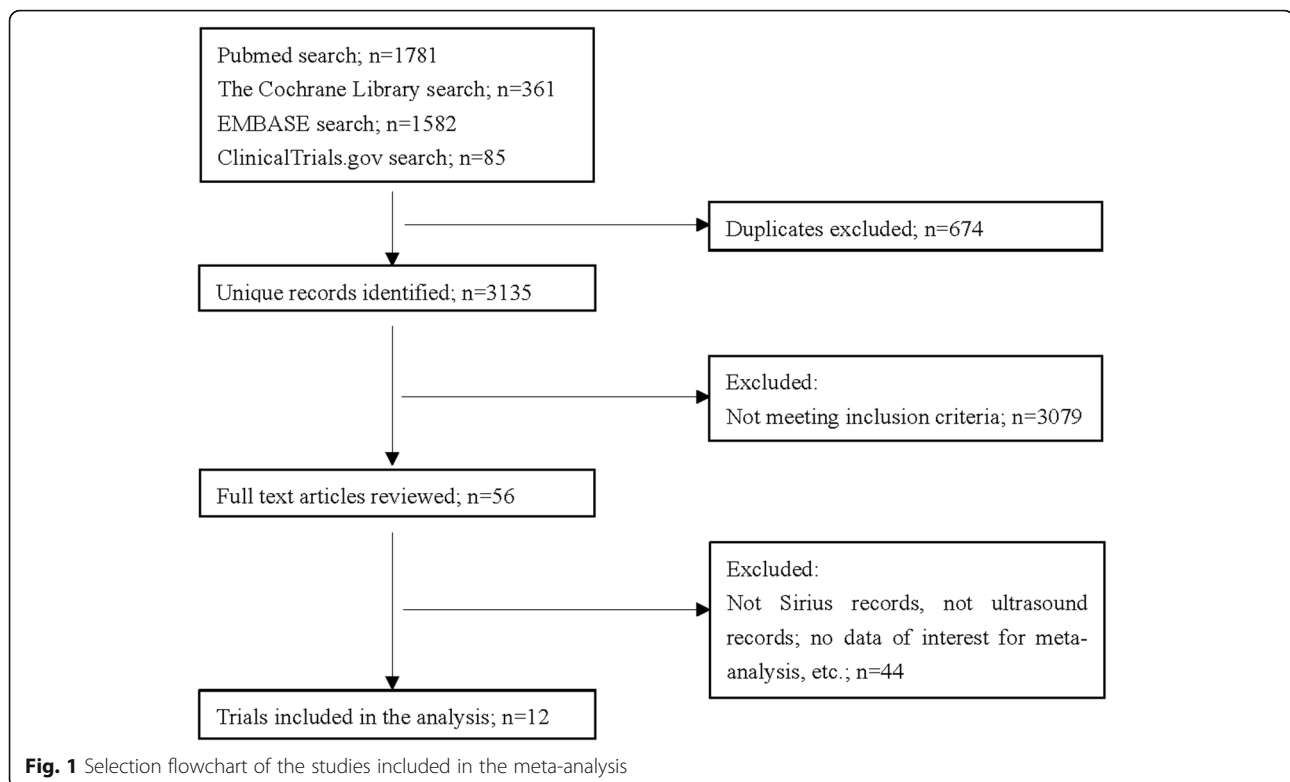 Pubmed search; n=1781
The Cochrane Library search; n=361
EMBASE search; n=1582
ClinicalTrials.gov search; n=85
Duplicates excluded; n=674
Unique records identified; n=3135
Excluded:
Not meeting inclusion criteria; n=3079
Full text articles reviewed; n=56
Excluded:
Not Sirius records, not ultrasound
records; no data of interest for meta-
analysis, etc.; n=44
Trials included in the analysis; n=12
Fig. 1 Selection flowchart of the studies included in the meta-analysis